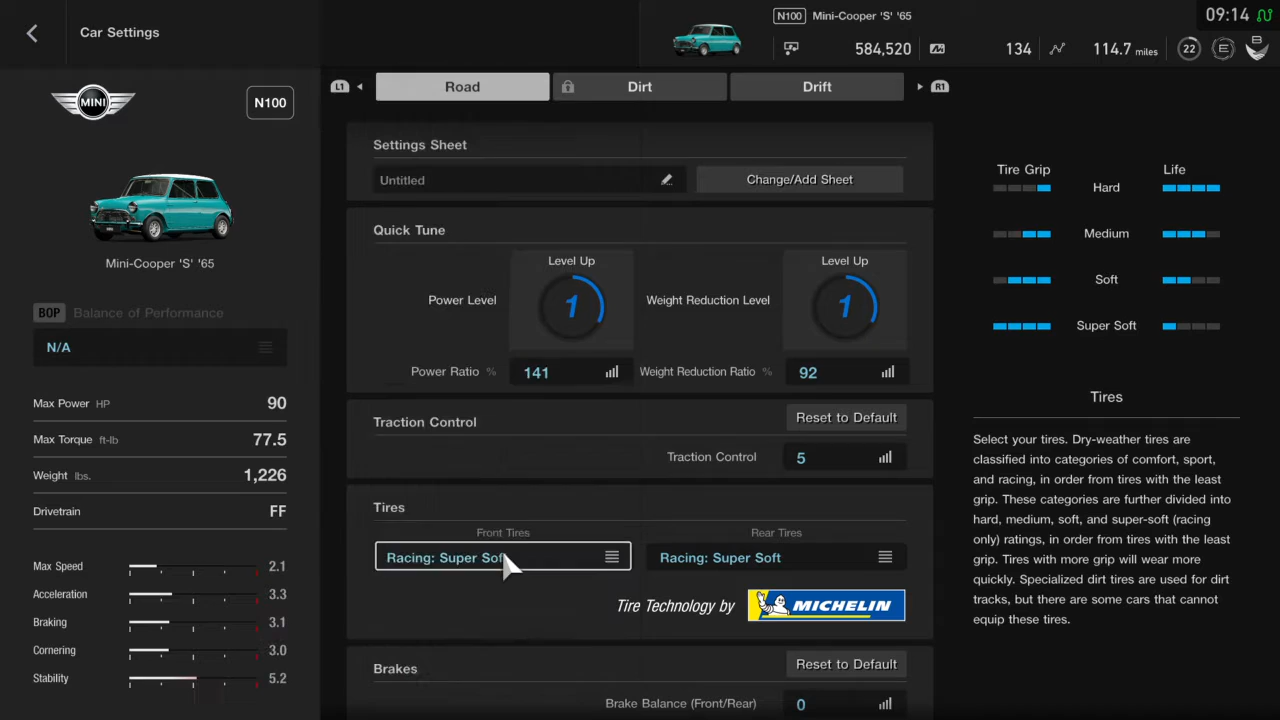 Car Settings
N100 Mini-Cooper 'S' '65
584,520 134 114.7 miles 22 E B
09:14
MINI
N100
Mini-Cooper 'S' '65
BOP Balance of Performance
N/A
Max Power HP 90
Max Torque ft-lb 77.5
Weight lbs. 1,226
Drivetrain FF
Max Speed 2.1
Acceleration 3.3
Braking 3.1
Cornering 3.0
Stability 5.2
L1 Road Dirt Drift R1
Settings Sheet
Untitled Change/Add Sheet
Quick Tune
Level Up Level Up
Power Level 1 Weight Reduction Level 1
Power Ratio % 141 Weight Reduction Ratio % 92
Traction Control Reset to Default
Traction Control 5
Tires
Front Tires Rear Tires
Racing: Super Soft Racing: Super Soft
Tire Technology by MICHELIN
Brakes Reset to Default
Brake Balance (Front/Rear) 0
Tire Grip Life
Hard
Medium
Soft
Super Soft
Tires
Select your tires. Dry-weather tires are
classified into categories of comfort, sport,
and racing, in order from tires with the least
grip. These categories are further divided into
hard, medium, soft, and super-soft (racing
only) ratings, in order from tires with the least
grip. Tires with more grip will wear more
quickly. Specialized dirt tires are used for dirt
tracks, but there are some cars that cannot
equip these tires.